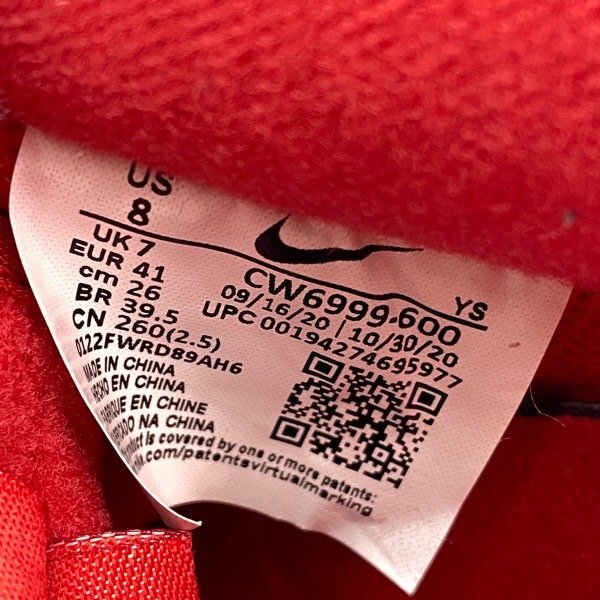 US
8
UK 7
EUR 41
cm 26
BR 39.5
CN 260(2.5)
0122FWRD89AH6
CW6999 600
YS
09/16/20 | 10/30/20
UPC 00194274695977
MADE IN CHINA
HECHO EN CHINA
FABRIQUE EN CHINE
FABRICADO NA CHINA
is covered by one or more patents:
.com/patentsvirtualmarking